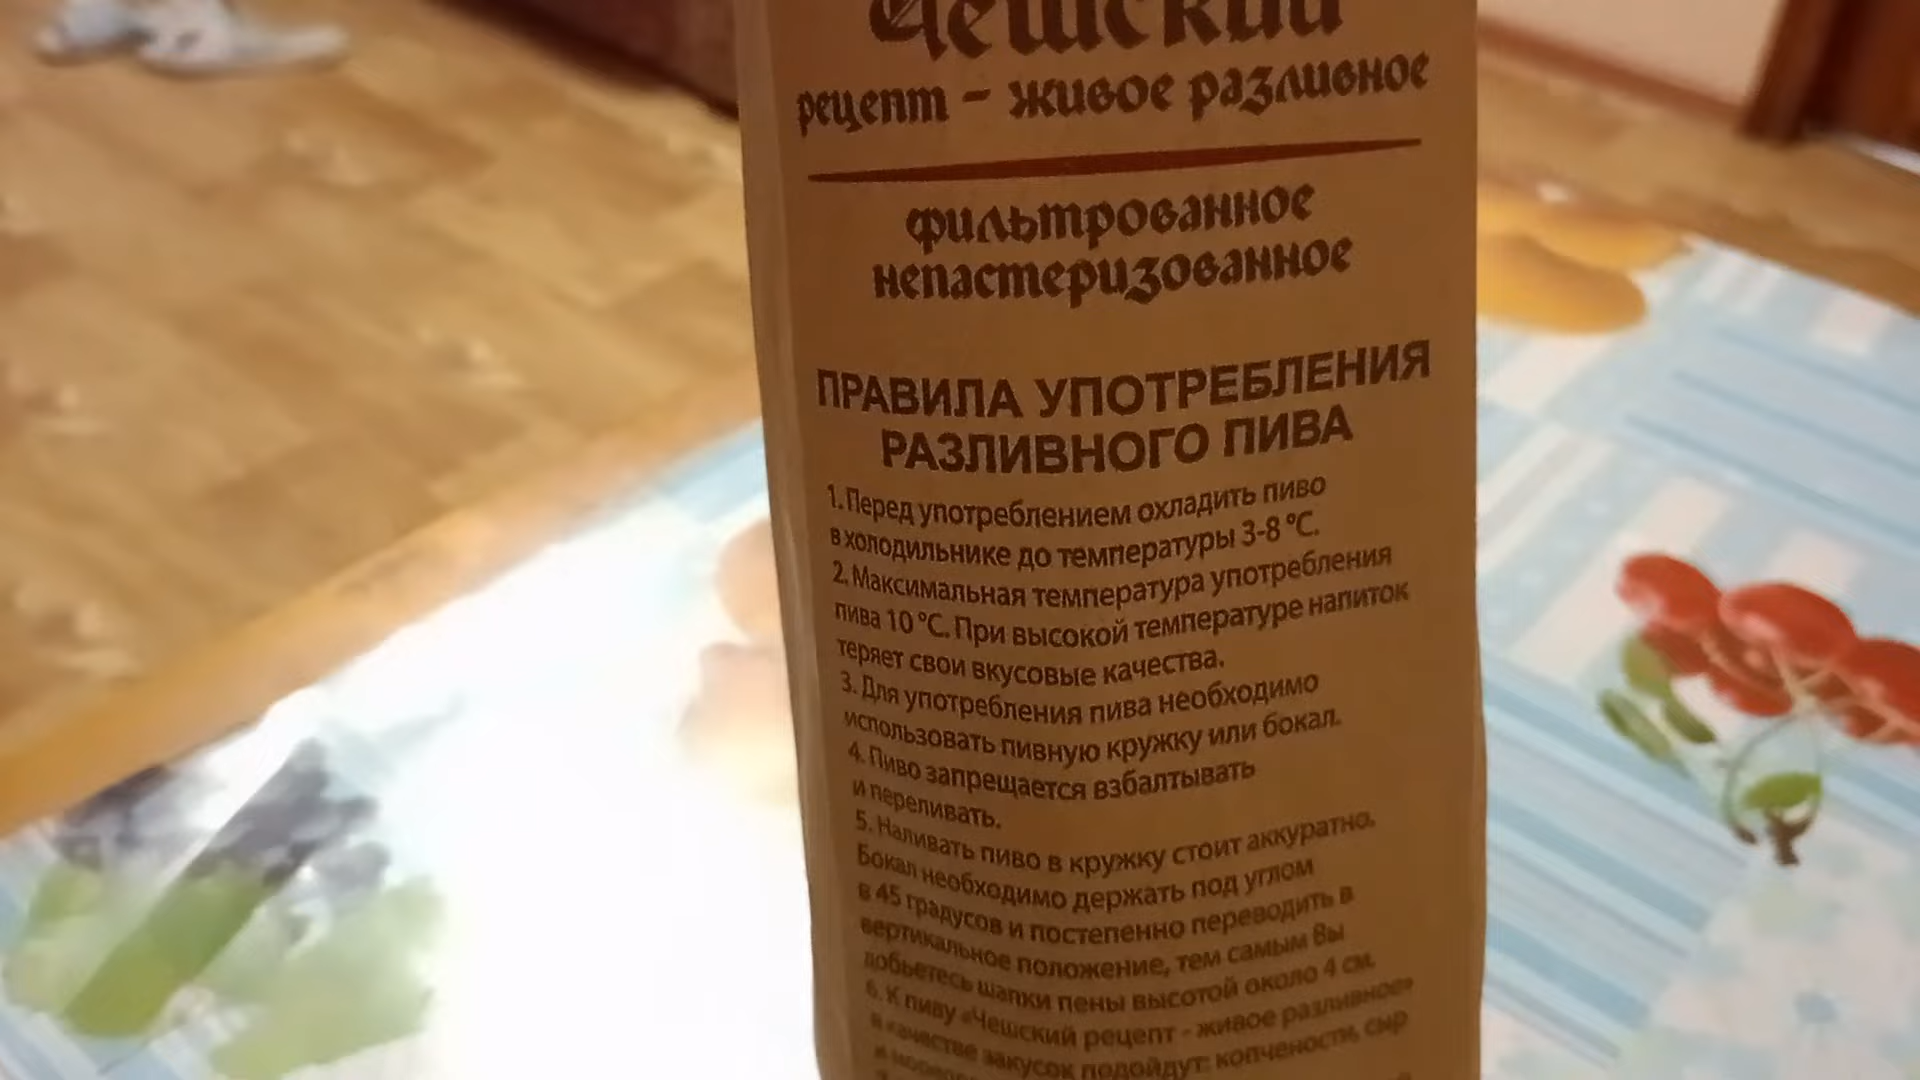 Чешский
рецепт – живое разливное
фильтрованное
непастеризованное
ПРАВИЛА УПОТРЕБЛЕНИЯ
РАЗЛИВНОГО ПИВА
1. Перед употреблением охладить пиво
в холодильнике до температуры 3-8 °С.
2. Максимальная температура употребления
пива 10 °С. При высокой температуре напиток
теряет свои вкусовые качества.
3. Для употребления пива необходимо
использовать пивную кружку или бокал.
4. Пиво запрещается взбалтывать
и переливать.
5. Наливать пиво в кружку стоит аккуратно.
Бокал необходимо держать под углом
в 45 градусов и постепенно переводить в
вертикальное положение, тем самым Вы
добьетесь шапки пены высотой около 4 см.
6. К пиву «Чешский рецепт - живое разливное»
в качестве закусок подойдут: копчености, сыр